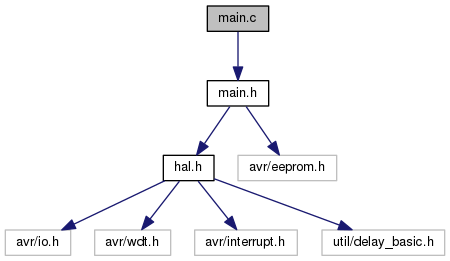 main.c
main.h
hal.h
avr/eeprom.h
avr/io.h
avr/wdt.h
avr/interrupt.h
util/delay_basic.h